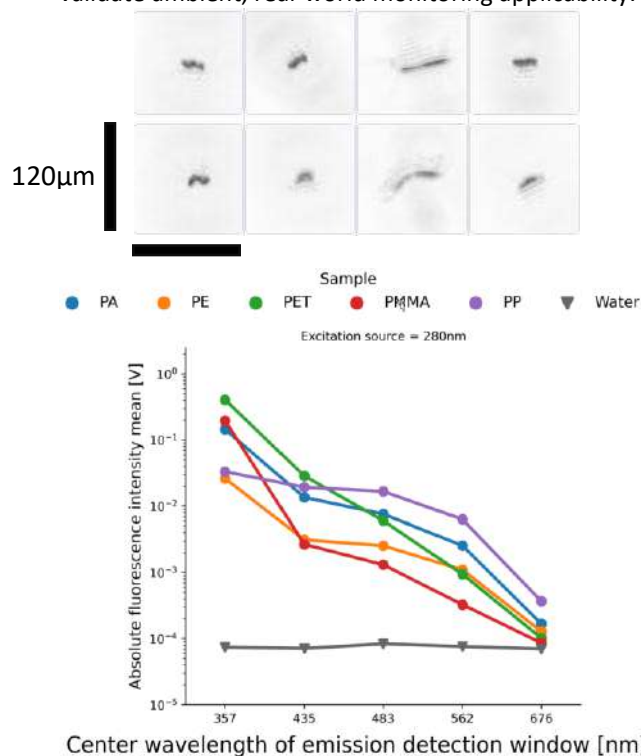 validate ambient, real-world monitoring applicability.
120µm
Sample
PA PE PET PMMA PP Water
Excitation source = 280nm
Absolute fluorescence intensity mean [V]
10⁰
10⁻¹
10⁻²
10⁻³
10⁻⁴
10⁻⁵
357 435 483 562 676
Center wavelength of emission detection window [nm]